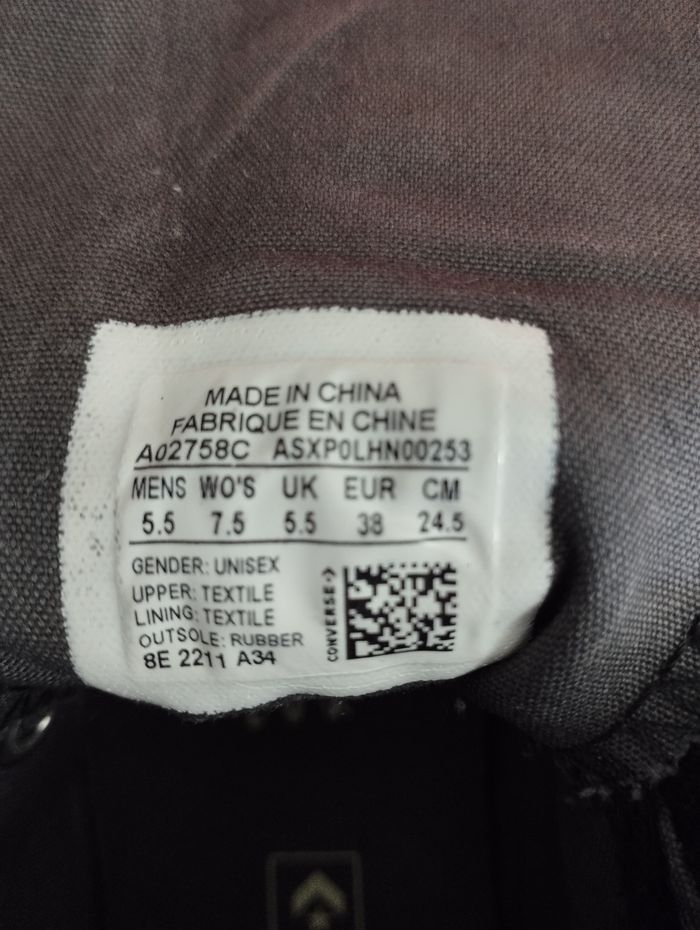 MADE IN CHINA
FABRIQUE EN CHINE
A02758C ASXP0LHN00253
MENS WO'S UK EUR CM
5.5 7.5 5.5 38 24.5
GENDER: UNISEX
UPPER: TEXTILE
LINING: TEXTILE
OUTSOLE: RUBBER
8E 2211 A34
CONVERSE->